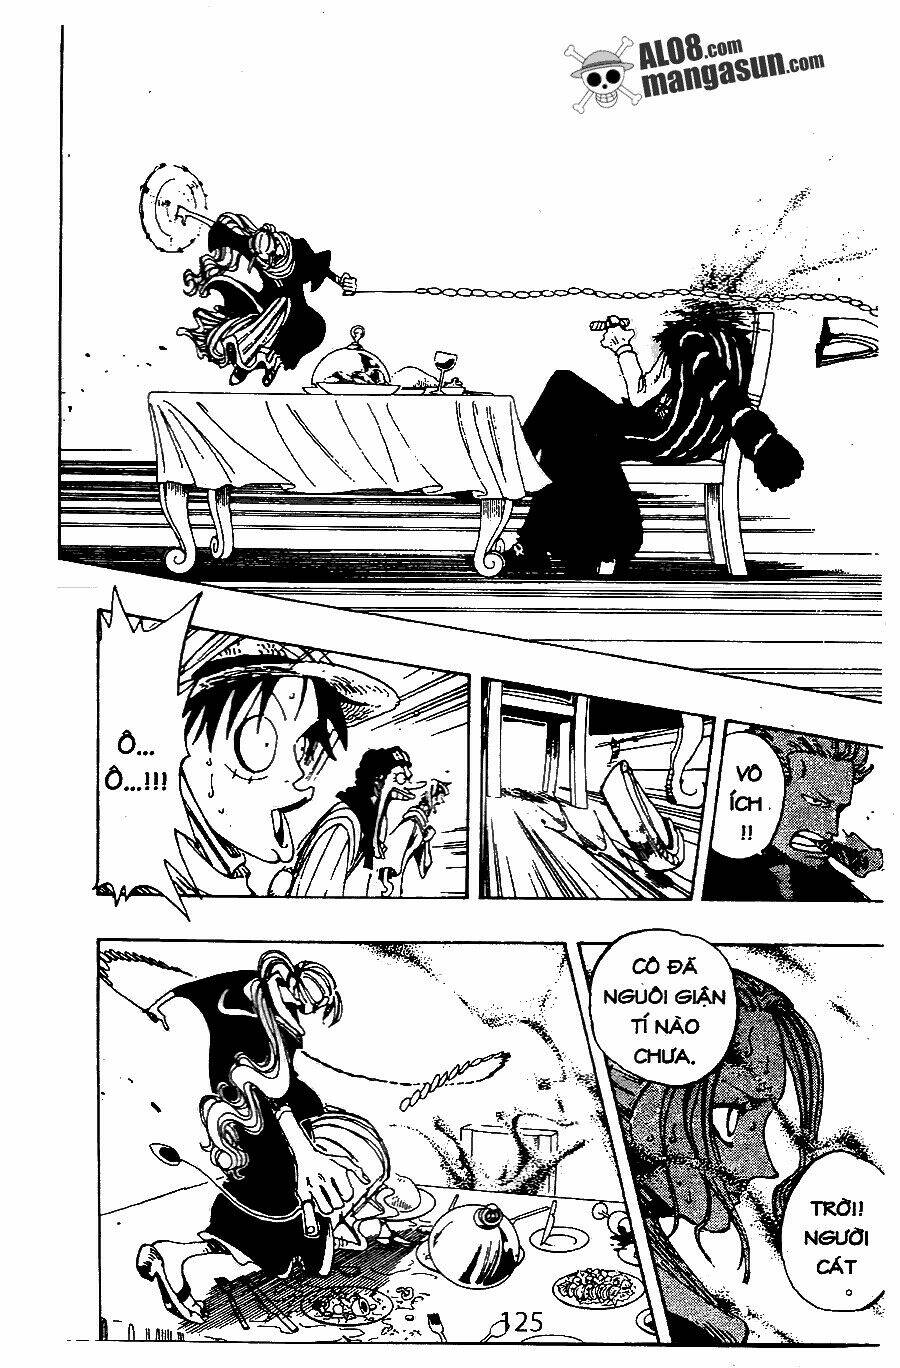 AL08.com
mangasun.com
Ô...
Ô...!!!
VÔ
ÍCH
!!
CÔ ĐÃ
NGUÔI GIẬN
TÍ NÀO
CHƯA.
TRỜI!!
NGƯỜI
CÁT
125